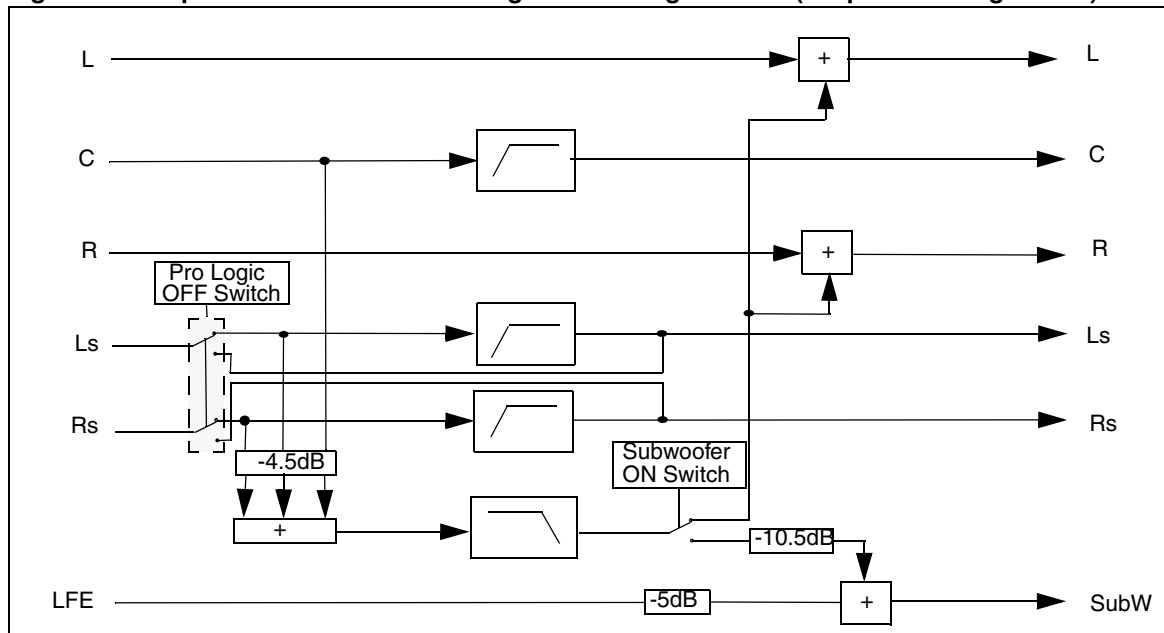 L
+
L
C
C
R
+
R
Pro Logic
OFF Switch
Ls
Ls
Rs
Rs
-4.5dB
Subwoofer
ON Switch
+
-10.5dB
LFE
-5dB
+
SubW